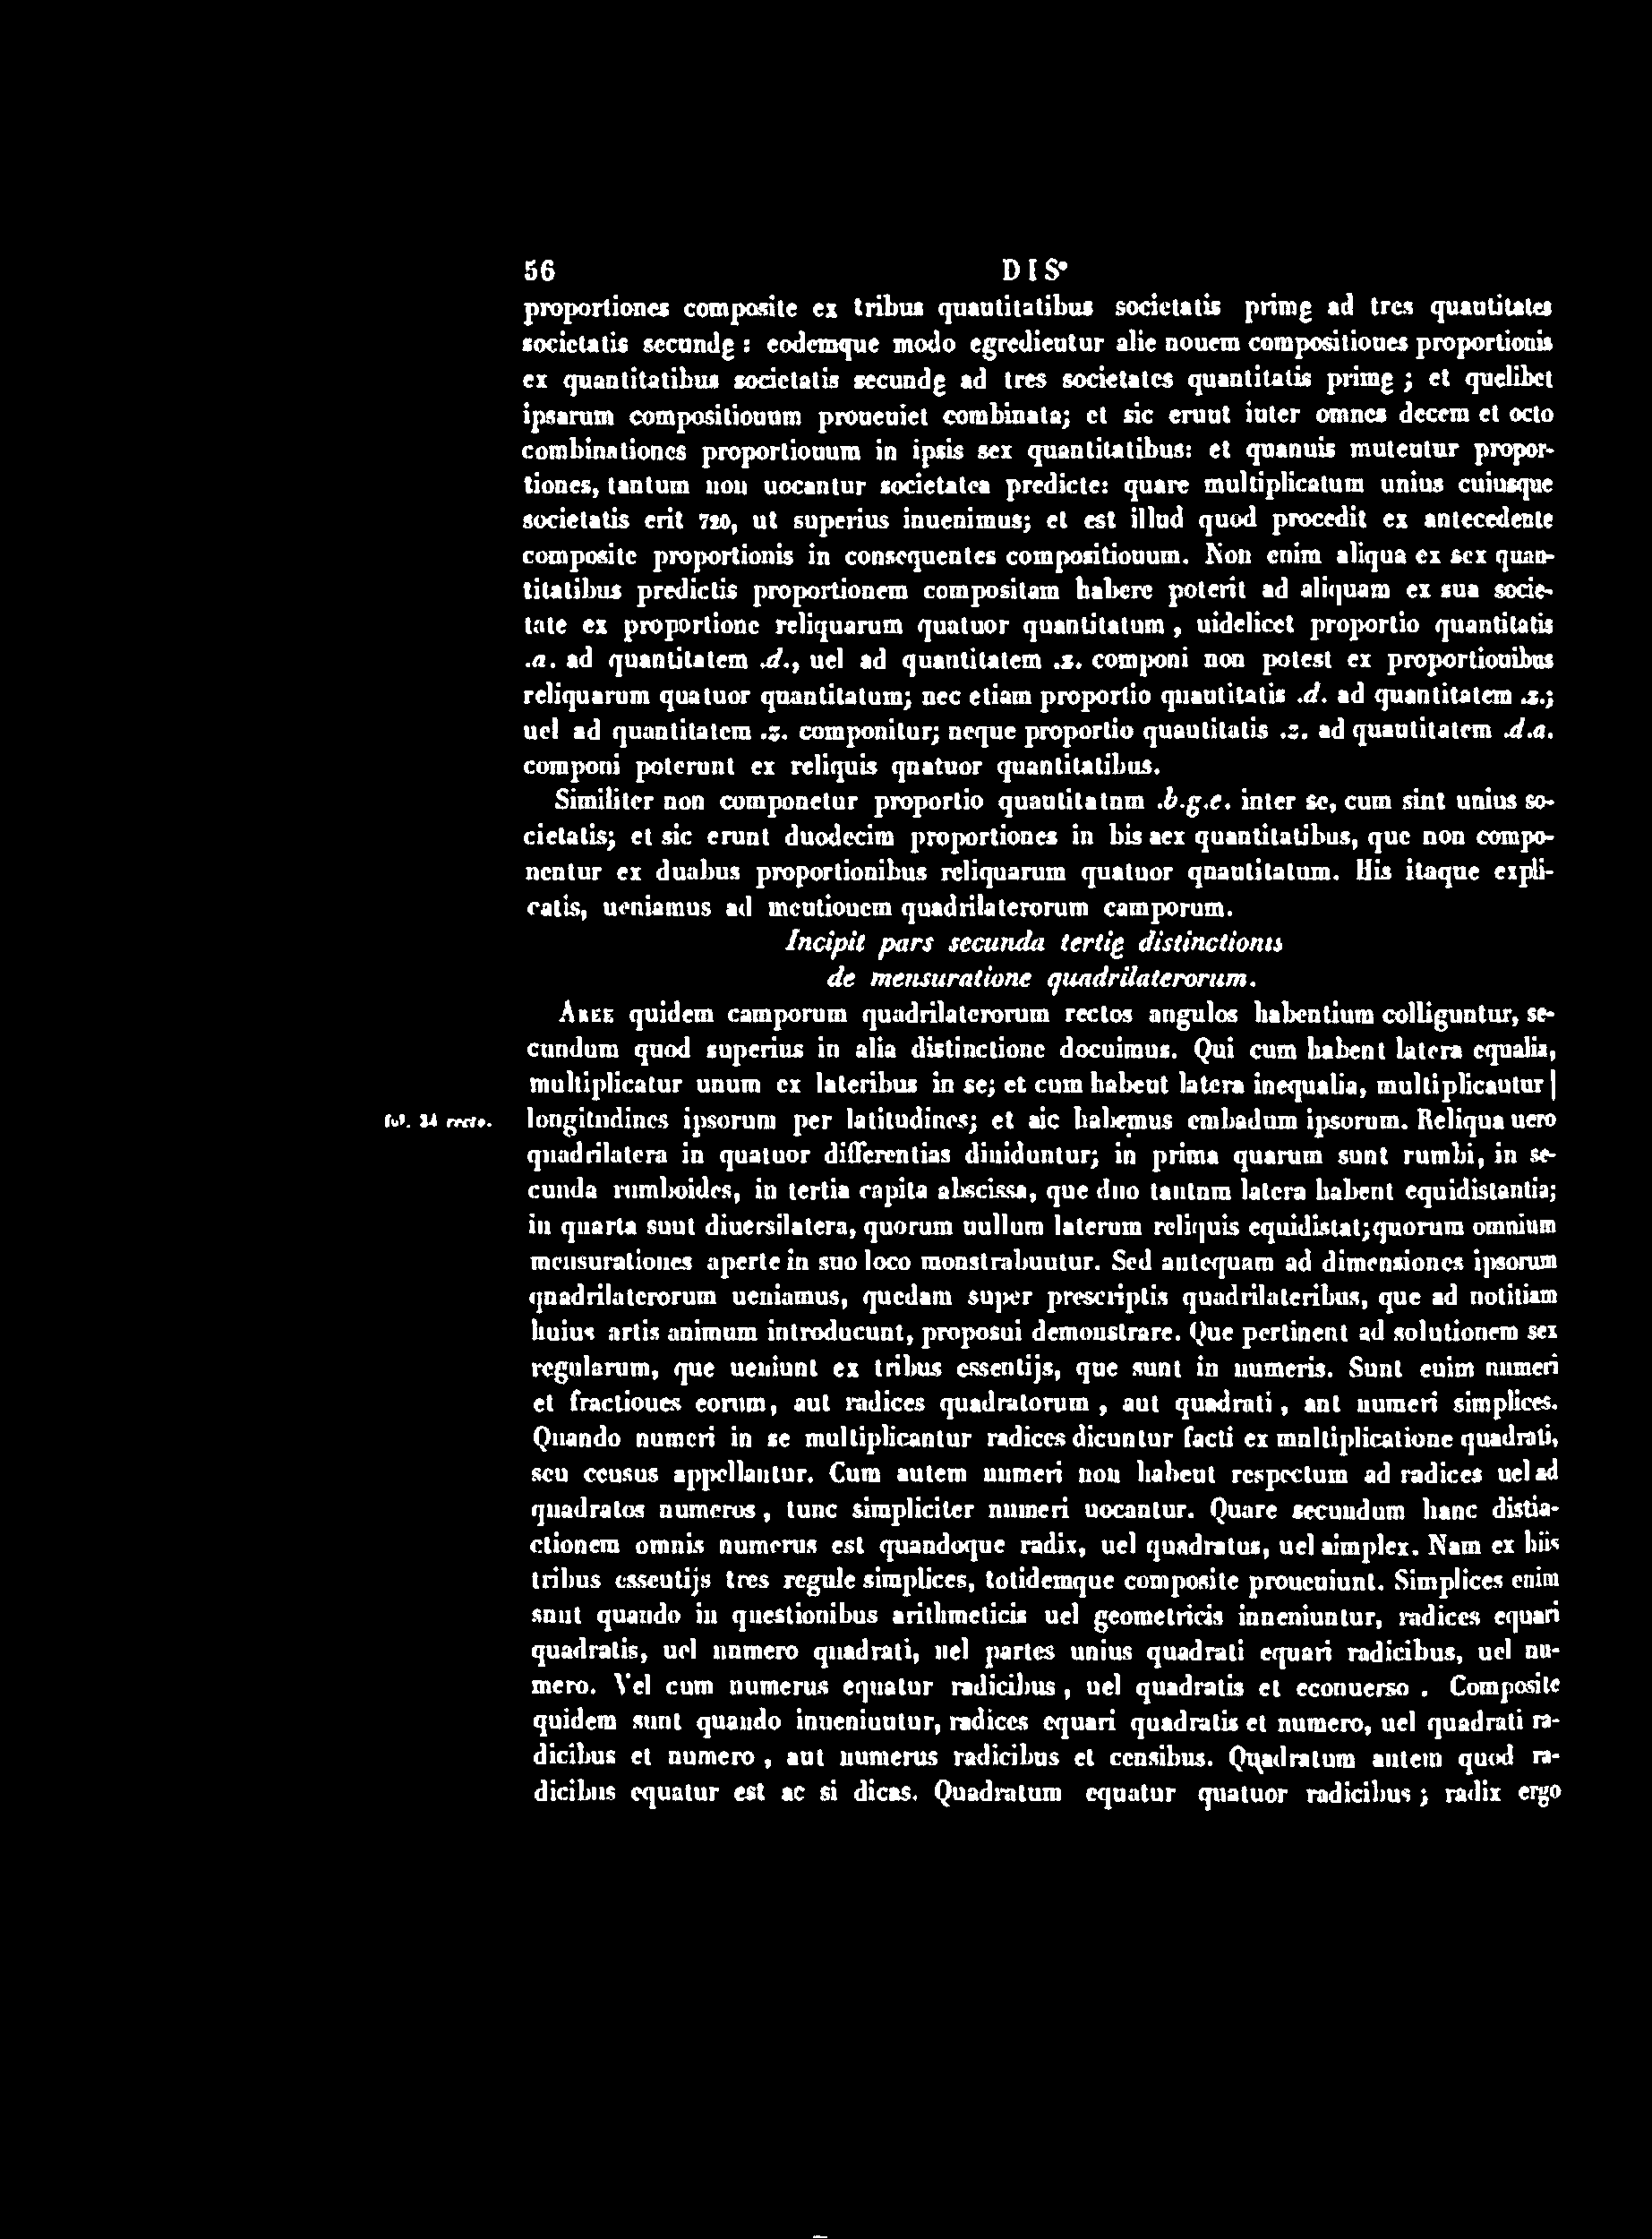 56 DIS
proportiones composite ex tribus quantitatibus societatis primę ad tres quantitates
societatis secundę : eodemque modo egredientur alie nouem compositiones proportionis
ex quantitatibus societatis secundę ad tres societates quantitatis primę ; et quelibet
ipsarum compositionum proueniet combinata; et sic erunt inter omnes decem et octo
combinationes proportionum in ipsis sex quantitatibus: et quanuis mutentur propor-
tiones, tantum non uocantur societates predicte: quare multiplicatum unius cuiusque
societatis erit 720, ut superius inuenimus; et est illud quod procedit ex antecedente
composite proportionis in consequentes compositionum. Non enim aliqua ex sex quan-
titatibus predictis proportionem compositam habere poterit ad aliquam ex sua socie-
tate ex proportione reliquarum quatuor quantitatum , uidelicet proportio quantitatis
.a. ad quantitatem .d., uel ad quantitatem .z. componi non potest ex proportionibus
reliquarum quatuor quantitatum; nec etiam proportio quantitatis .d. ad quantitatem .z.;
uel ad quantitatem .z. componitur; neque proportio quantitatis .z. ad quantitatem .d.a.
componi poterunt ex reliquis quatuor quantitatibus.
Similiter non componetur proportio quantitatum .b.g.e. inter se, cum sint unius so-
cietatis; et sic erunt duodecim proportiones in his sex quantitatibus, que non compo-
nentur ex duabus proportionibus reliquarum quatuor quantitatum. His itaque expli-
catis, ueniamus ad mentionem quadrilaterorum camporum.
Incipit pars secunda tertię distinctionis
de mensuratione quadrilaterorum.
AREE quidem camporum quadrilaterorum rectos angulos habentium colliguntur, se-
cundum quod superius in alia distinctione docuimus. Qui cum habent latera equalia,
multiplicatur unum ex lateribus in se; et cum habent latera inequalia, multiplicantur |
fol. 34 recto. longitudines ipsorum per latitudines; et sic habemus embadum ipsorum. Reliqua uero
quadrilatera in quatuor differentias diuiduntur; in prima quarum sunt rumbi, in se-
cunda rumboides, in tertia capita abscissa, que duo tantum latera habent equidistantia;
in quarta sunt diuersilatera, quorum nullum laterum reliquis equidistat; quorum omnium
mensurationes aperte in suo loco monstrabuntur. Sed antequam ad dimensiones ipsorum
quadrilaterorum ueniamus, quedam super prescriptis quadrilateribus, que ad notitiam
huius artis animum introducunt, proposui demonstrare. Que pertinent ad solutionem sex
regularum, que ueniunt ex tribus essentijs, que sunt in numeris. Sunt enim numeri
et fractiones eorum, aut radices quadratorum , aut quadrati , aut numeri simplices.
Quando numeri in se multiplicantur radices dicuntur facti ex multiplicatione quadrati,
seu census appellantur. Cum autem numeri non habent respectum ad radices uel ad
quadratos numeros , tunc simpliciter numeri uocantur. Quare secundum hanc distin-
ctionem omnis numerus est quandoque radix, uel quadratus, uel simplex. Nam ex hiis
tribus essentijs tres regule simplices, totidemque composite proueniunt. Simplices enim
sunt quando in questionibus arithmeticis uel geometricis inueniuntur, radices equari
quadratis, uel numero quadrati, uel partes unius quadrati equari radicibus, uel nu-
mero. Vel cum numerus equatur radicibus , uel quadratis et econuerso . Composite
quidem sunt quando inueniuntur, radices equari quadratis et numero, uel quadrati ra-
dicibus et numero , aut numerus radicibus et censibus. Quadratum autem quod ra-
dicibus equatur est ac si dicas. Quadratum equatur quatuor radicibus ; radix ergo